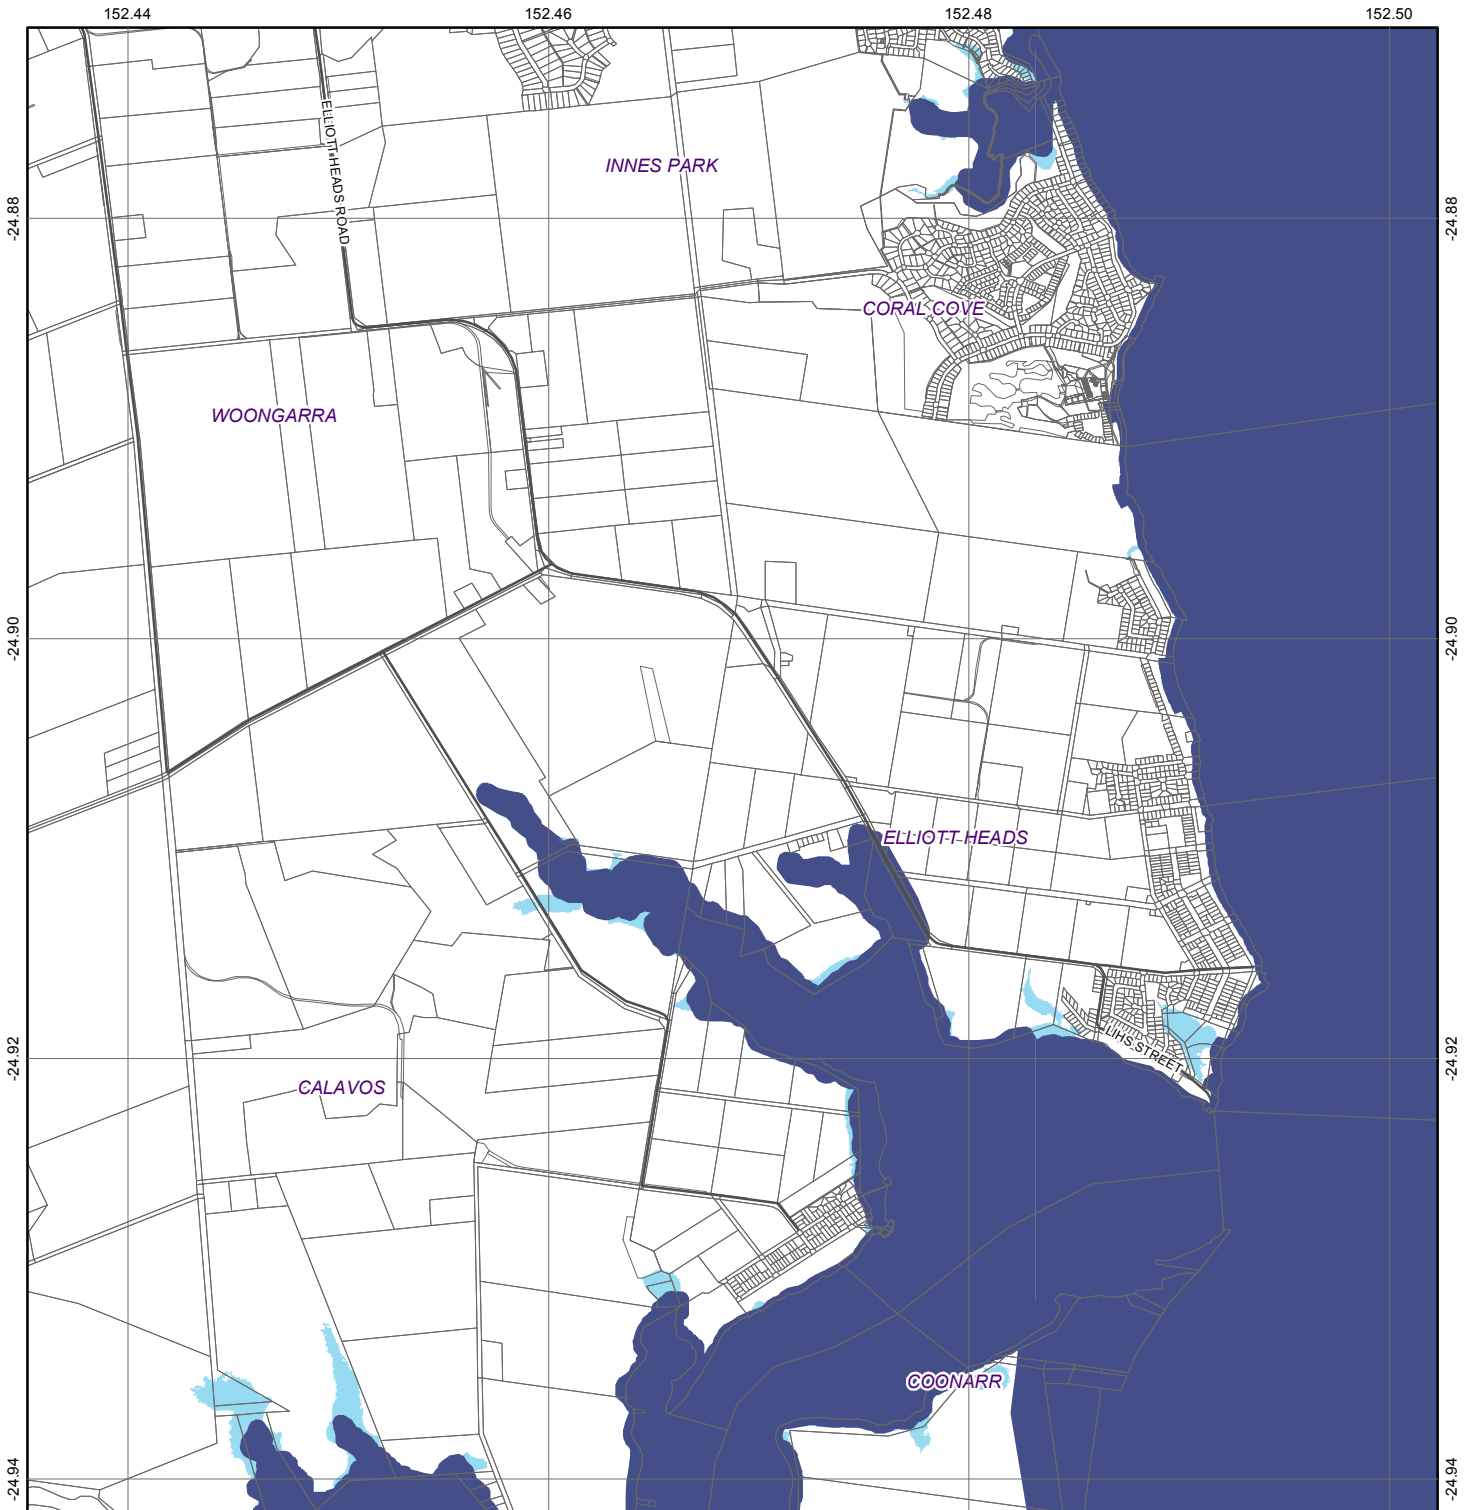 152.44
152.46
152.48
152.50
ELLIOTT HEADS ROAD
INNES PARK
-24.88
-24.88
CORAL COVE
WOONGARRA
-24.90
-24.90
ELLIOTT HEADS
LIHS STREET
-24.92
-24.92
CALAVOS
COONARR
-24.94
-24.94